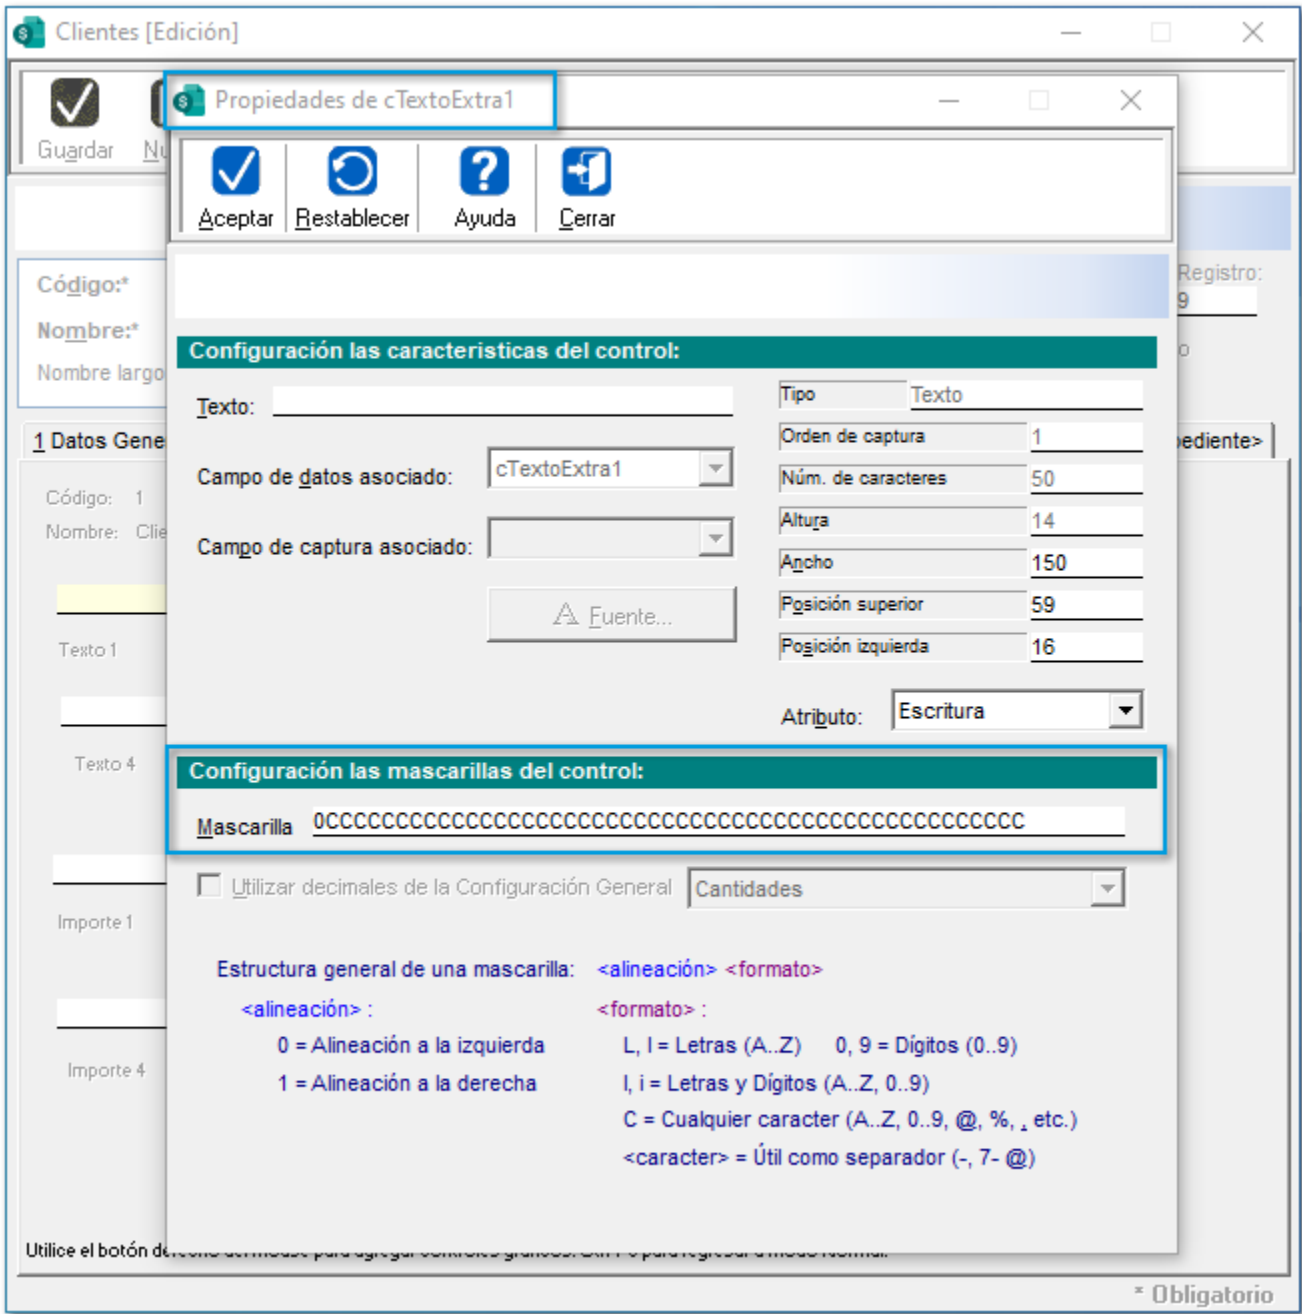 Clientes [Edición]
Propiedades de cTextoExtra1
Guardar
Aceptar Restablecer Ayuda Cerrar
Código:*
Registro:
9
Nombre:*
Nombre largo
Configuración las caracteristicas del control:
Texto:
Tipo Texto
Orden de captura 1
1 Datos Gene
pediente>
Campo de datos asociado: cTextoExtra1
Núm. de caracteres 50
Código: 1
Altura 14
Nombre: Clie
Campo de captura asociado:
Ancho 150
Posición superior 59
A Fuente...
Posición izquierda 16
Texto 1
Atributo: Escritura
Texto 4
Configuración las mascarillas del control:
Mascarilla 0CCCCCCCCCCCCCCCCCCCCCCCCCCCCCCCCCCCCCCCCCCCCCCCCCC
Utilizar decimales de la Configuración General Cantidades
Importe 1
Estructura general de una mascarilla: <alineación> <formato>
<alineación> : <formato> :
0 = Alineación a la izquierda L, l = Letras (A..Z) 0, 9 = Dígitos (0..9)
Importe 4
1 = Alineación a la derecha I, i = Letras y Dígitos (A..Z, 0..9)
C = Cualquier caracter (A..Z, 0..9, @, %, , etc.)
<caracter> = Útil como separador (-, 7- @)
Utilice el botón
* Obligatorio